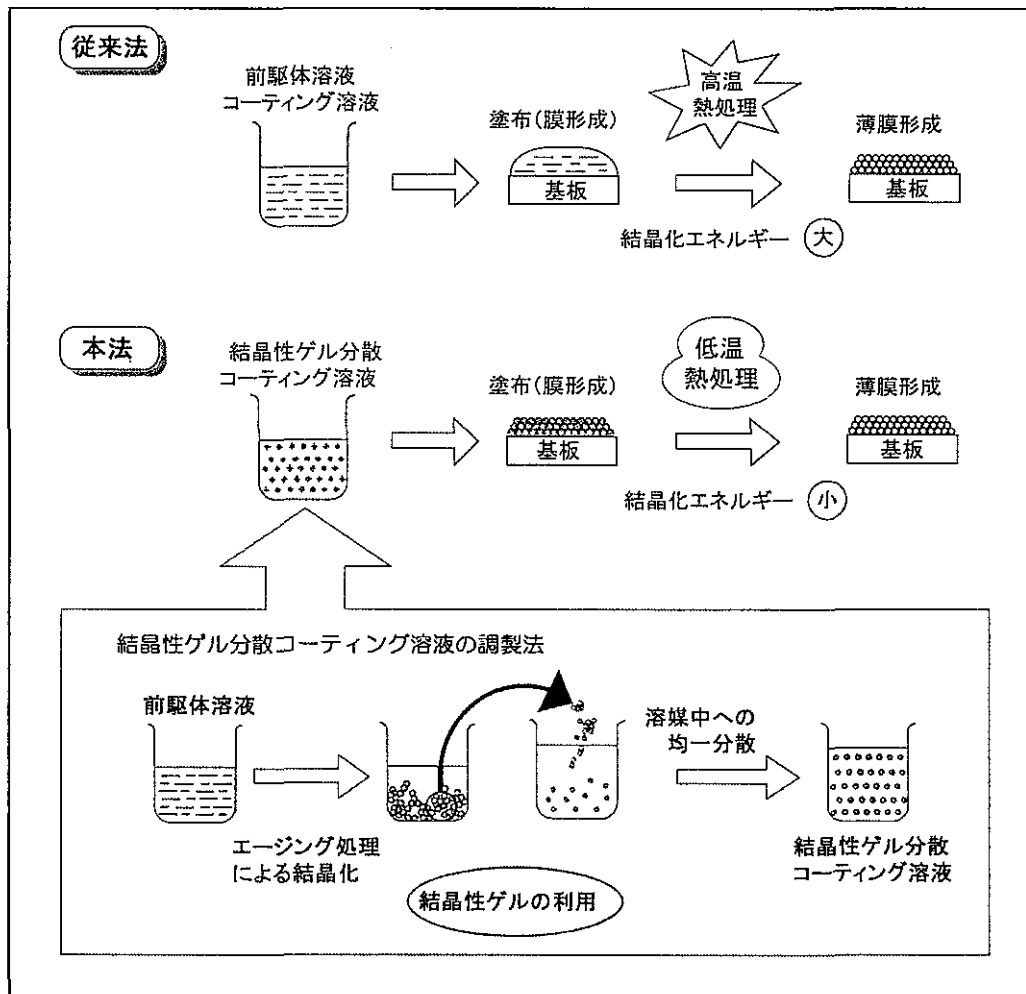 従来法
前駆体溶液
コーティング溶液
塗布(膜形成)
基板
高温
熱処理
結晶化エネルギー 大
薄膜形成
基板
本法
結晶性ゲル分散
コーティング溶液
塗布(膜形成)
基板
低温
熱処理
結晶化エネルギー 小
薄膜形成
基板
結晶性ゲル分散コーティング溶液の調製法
前駆体溶液
エージング処理
による結晶化
結晶性ゲルの利用
溶媒中への
均一分散
結晶性ゲル分散
コーティング溶液